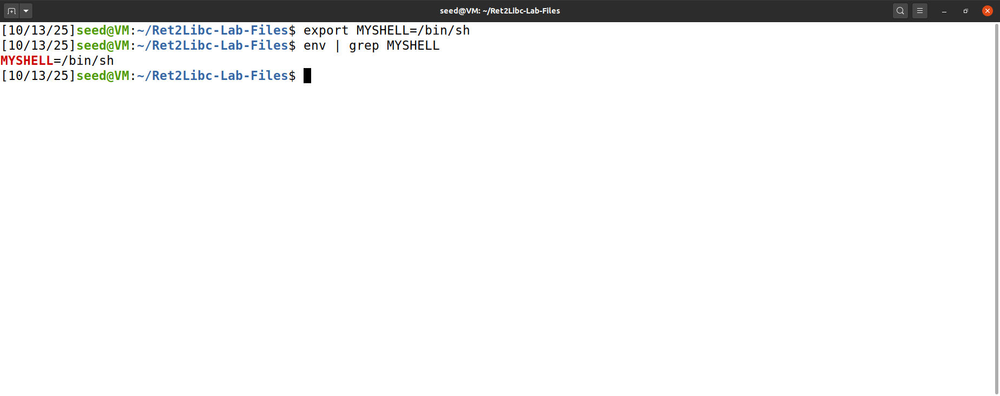 seed@VM: ~/Ret2Libc-Lab-Files
[10/13/25]seed@VM:~/Ret2Libc-Lab-Files$ export MYSHELL=/bin/sh
[10/13/25]seed@VM:~/Ret2Libc-Lab-Files$ env | grep MYSHELL
MYSHELL=/bin/sh
[10/13/25]seed@VM:~/Ret2Libc-Lab-Files$